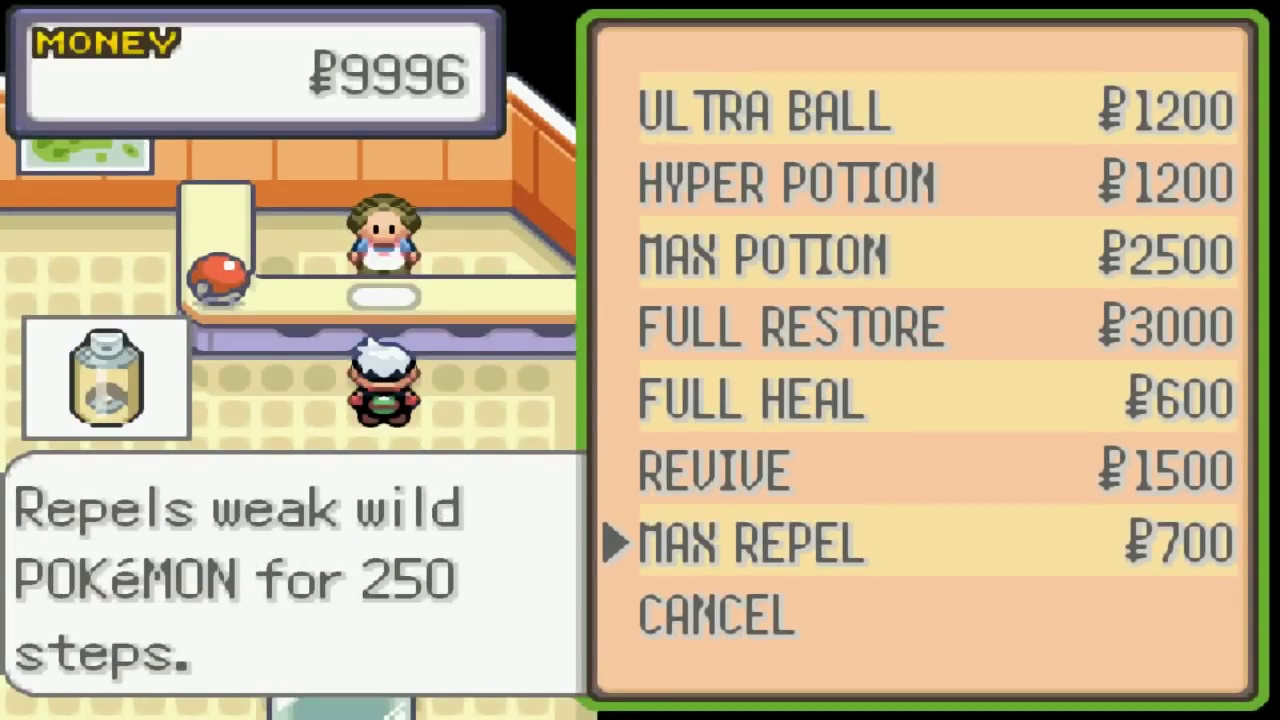 MONEY
₽9996
ULTRA BALL ₽1200
HYPER POTION ₽1200
MAX POTION ₽2500
FULL RESTORE ₽3000
FULL HEAL ₽600
REVIVE ₽1500
MAX REPEL ₽700
CANCEL
Repels weak wild
POKéMON for 250
steps.